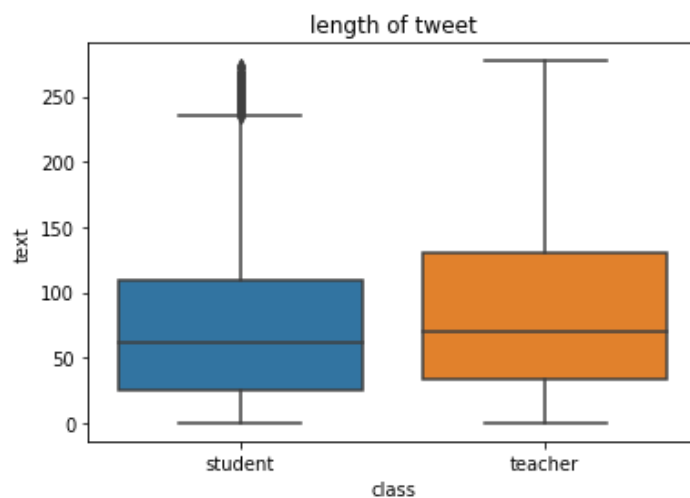 length of tweet
250
200
150
100
50
0
text
student
teacher
class